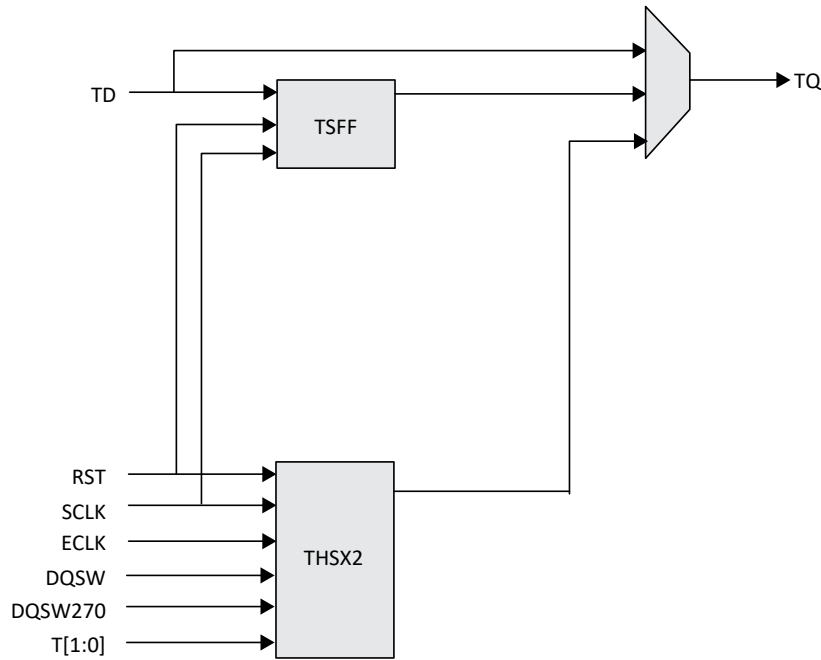 TD
TSFF
TQ
RST
SCLK
ECLK
DQSW
DQSW270
T[1:0]
THSX2